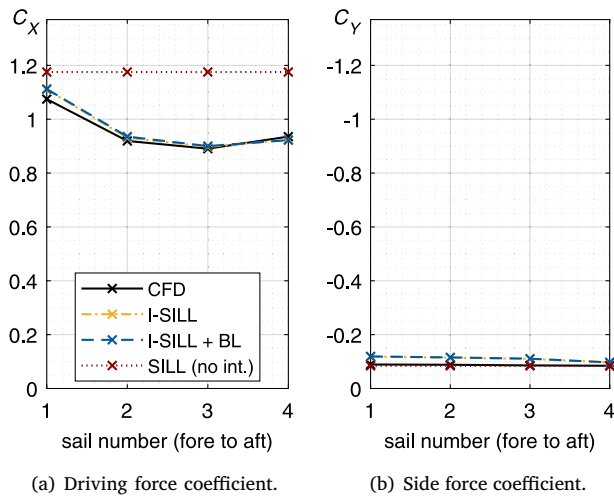 C_X
1.2
1
0.8
0.6
0.4
0.2
0
CFD
I-SILL
I-SILL + BL
SILL (no int.)
1 2 3 4
sail number (fore to aft)
(a) Driving force coefficient.
C_Y
-1.2
-1
-0.8
-0.6
-0.4
-0.2
0
1 2 3 4
sail number (fore to aft)
(b) Side force coefficient.